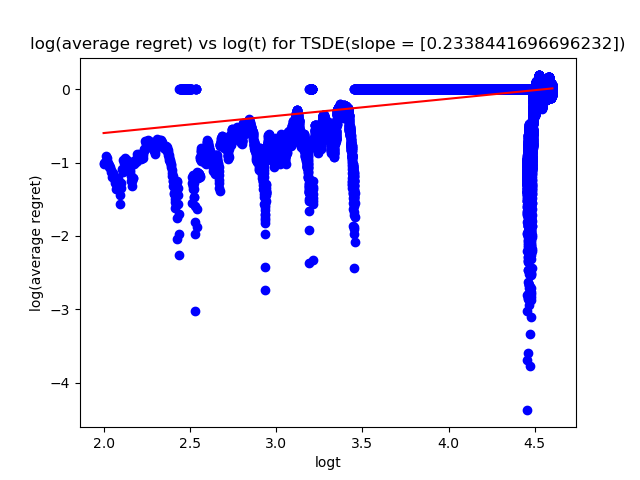 log(average regret) vs log(t) for TSDE(slope = [0.2338441696696232])
log(average regret)
0
−1
−2
−3
−4
2.0 2.5 3.0 3.5 4.0 4.5
logt